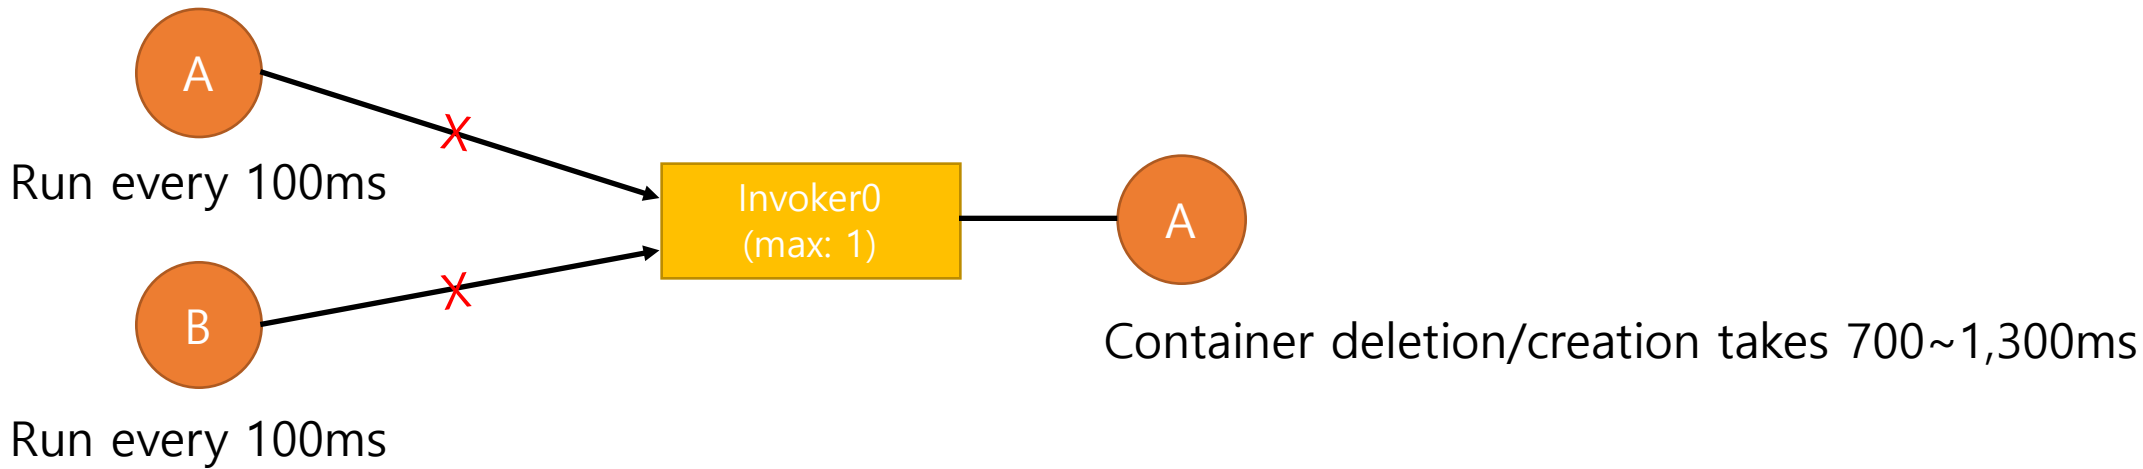 A
X
Run every 100ms
Invoker0
(max: 1)
A
B
X
Container deletion/creation takes 700~1,300ms
Run every 100ms